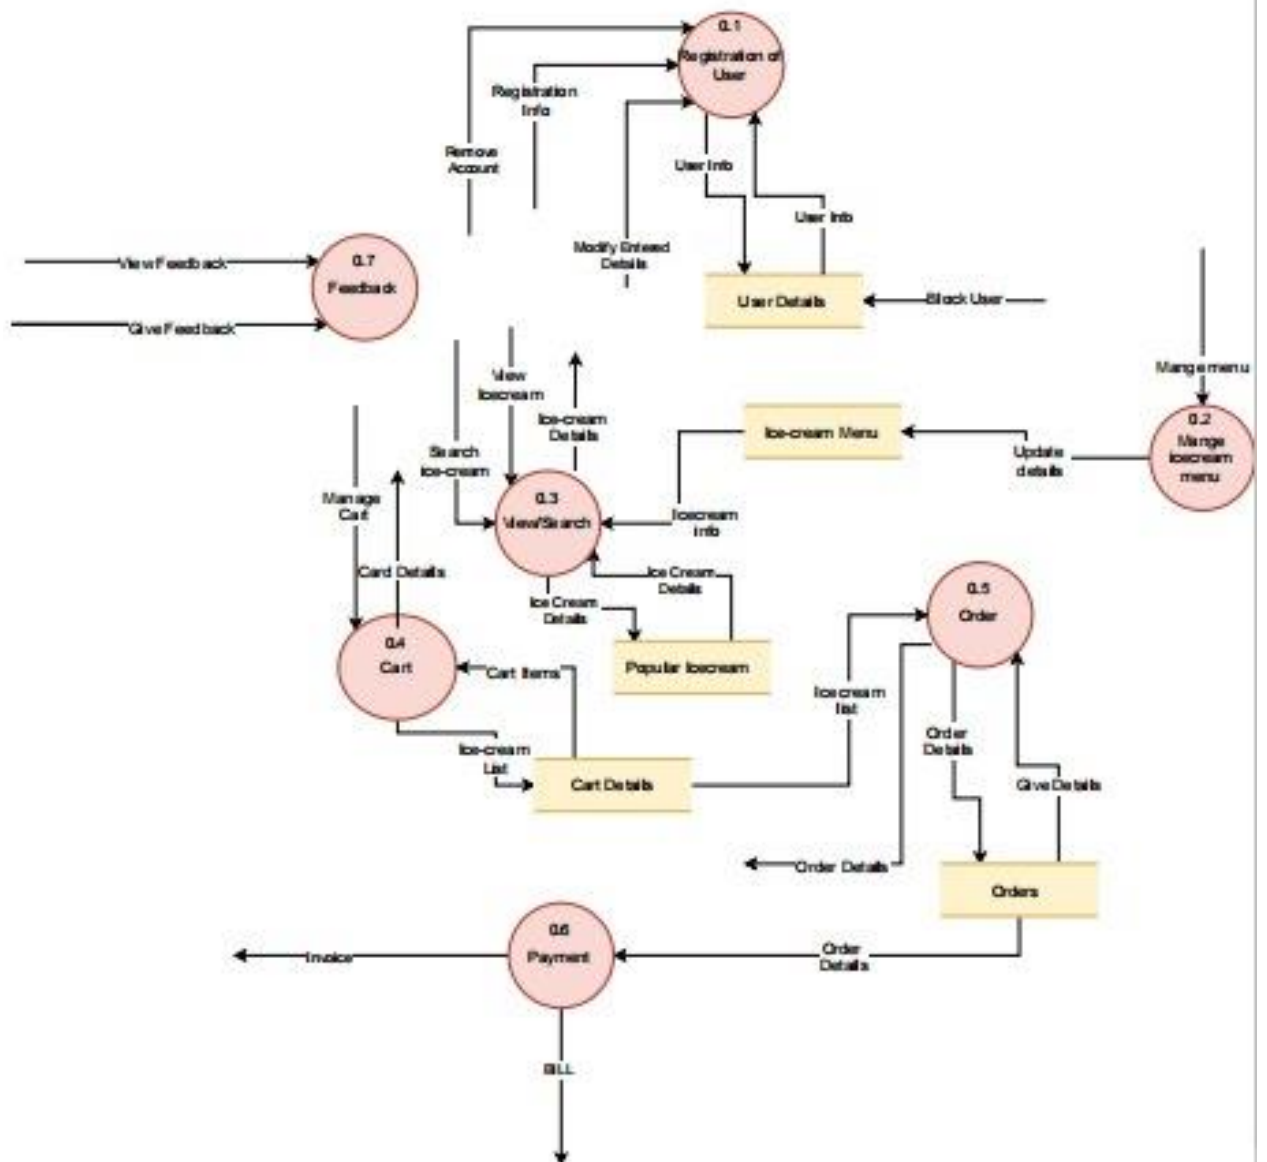 0.1
Registration of
User
Registration
Info
Remove
Account
User Info
User Info
Modify Entered
Details
View Feedback
0.7
Feedback
Give Feedback
User Details
Block User
View
Icecream
Mange menu
Ice-cream
Details
Ice-cream Menu
0.2
Mange
icecream
menu
Update
details
Search
Ice-cream
0.3
View/Search
Manage
Cart
Icecream
Info
Card Details
Ice Cream
Details
Ice Cream
Details
0.5
Order
0.4
Cart
Cart Items
Popular Icecream
Icecream
list
Order
Details
Ice-cream
List
Cart Details
Give Details
Order Details
Orders
0.6
Payment
Invoice
Order
Details
BILL